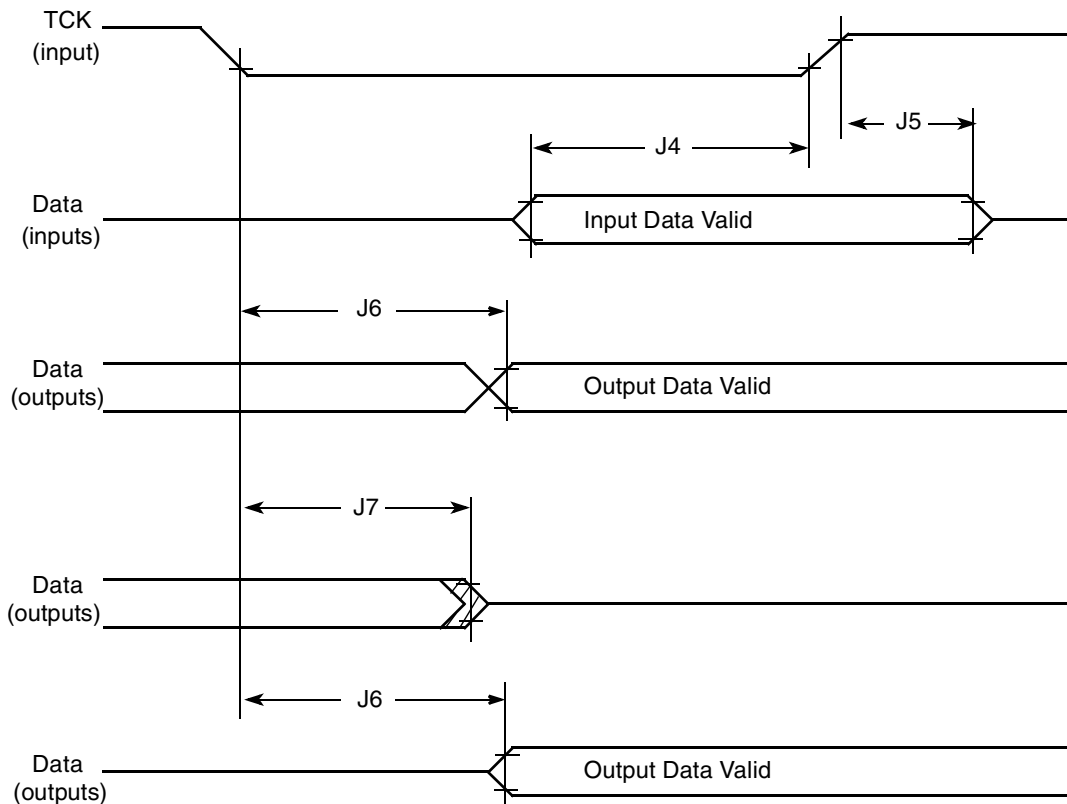 TCK
(input)
J5
J4
Data
(inputs)
Input Data Valid
J6
Data
(outputs)
Output Data Valid
J7
Data
(outputs)
J6
Data
(outputs)
Output Data Valid